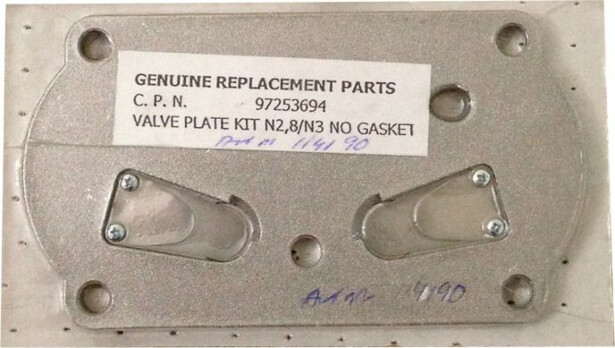 GENUINE REPLACEMENT PARTS
C. P. N. 97253694
VALVE PLATE KIT N2,8/N3 NO GASKET